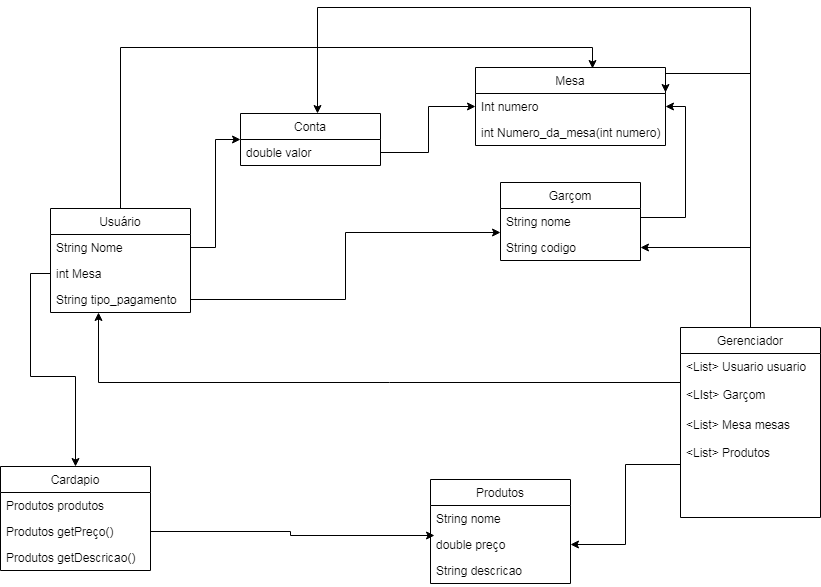 Mesa
Int numero
int Numero_da_mesa(int numero)
Conta
double valor
Garçom
String nome
String codigo
Usuário
String Nome
int Mesa
String tipo_pagamento
Gerenciador
<List> Usuario usuario
<LIst> Garçom
<List> Mesa mesas
<List> Produtos
Cardapio
Produtos produtos
Produtos getPreço()
Produtos getDescricao()
Produtos
String nome
double preço
String descricao